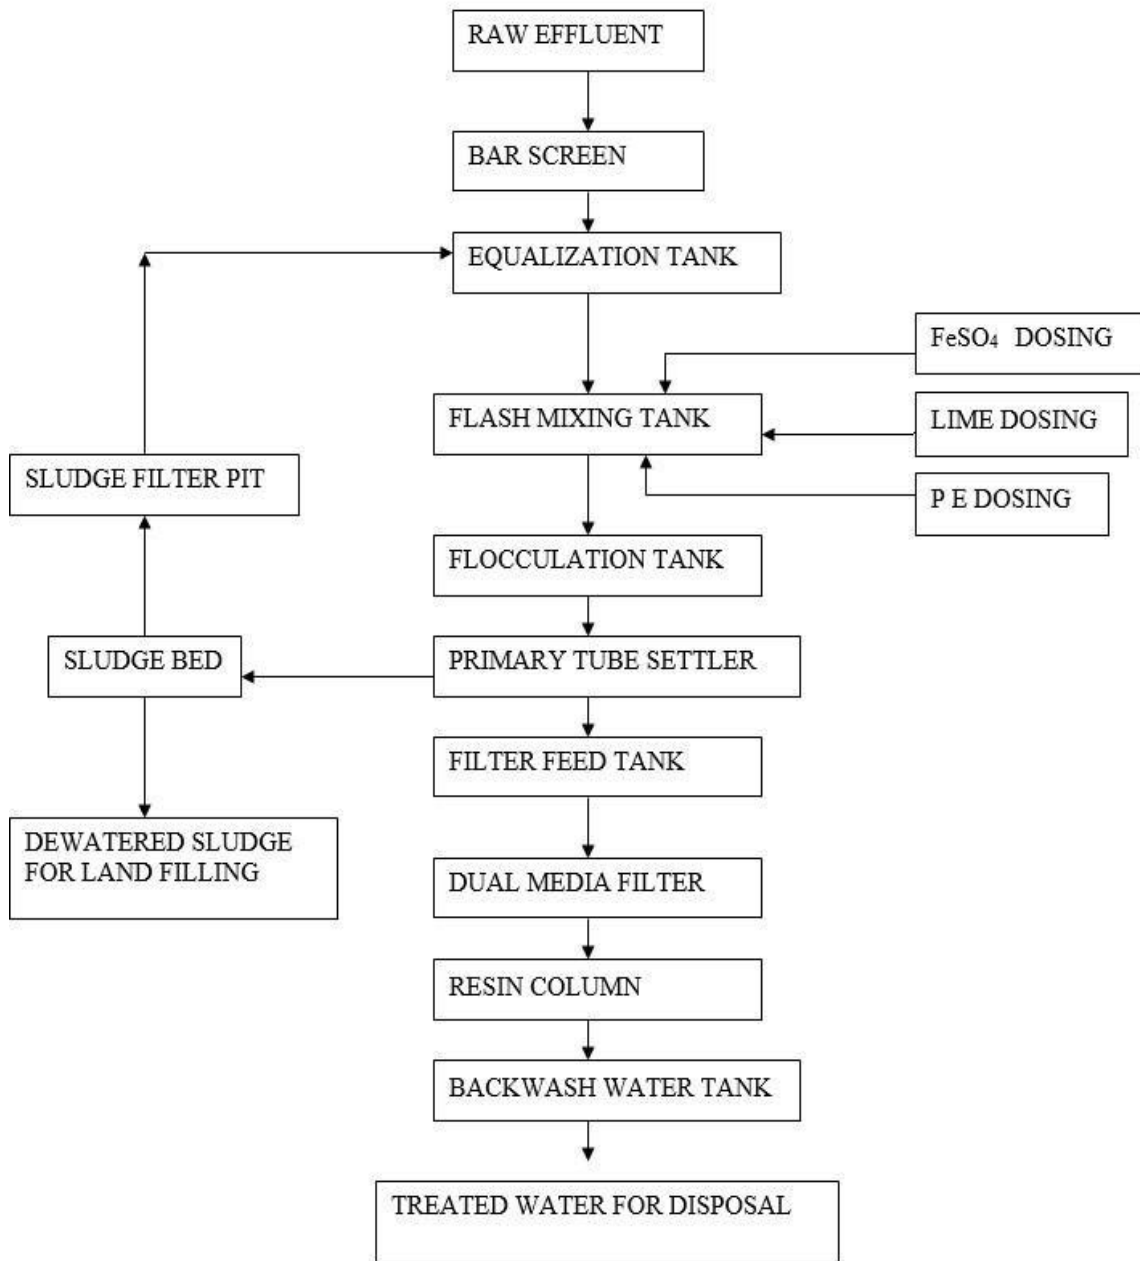 RAW EFFLUENT
BAR SCREEN
EQUALIZATION TANK
FeSO₄ DOSING
FLASH MIXING TANK
LIME DOSING
SLUDGE FILTER PIT
P E DOSING
FLOCCULATION TANK
SLUDGE BED
PRIMARY TUBE SETTLER
FILTER FEED TANK
DEWATERED SLUDGE
FOR LAND FILLING
DUAL MEDIA FILTER
RESIN COLUMN
BACKWASH WATER TANK
TREATED WATER FOR DISPOSAL